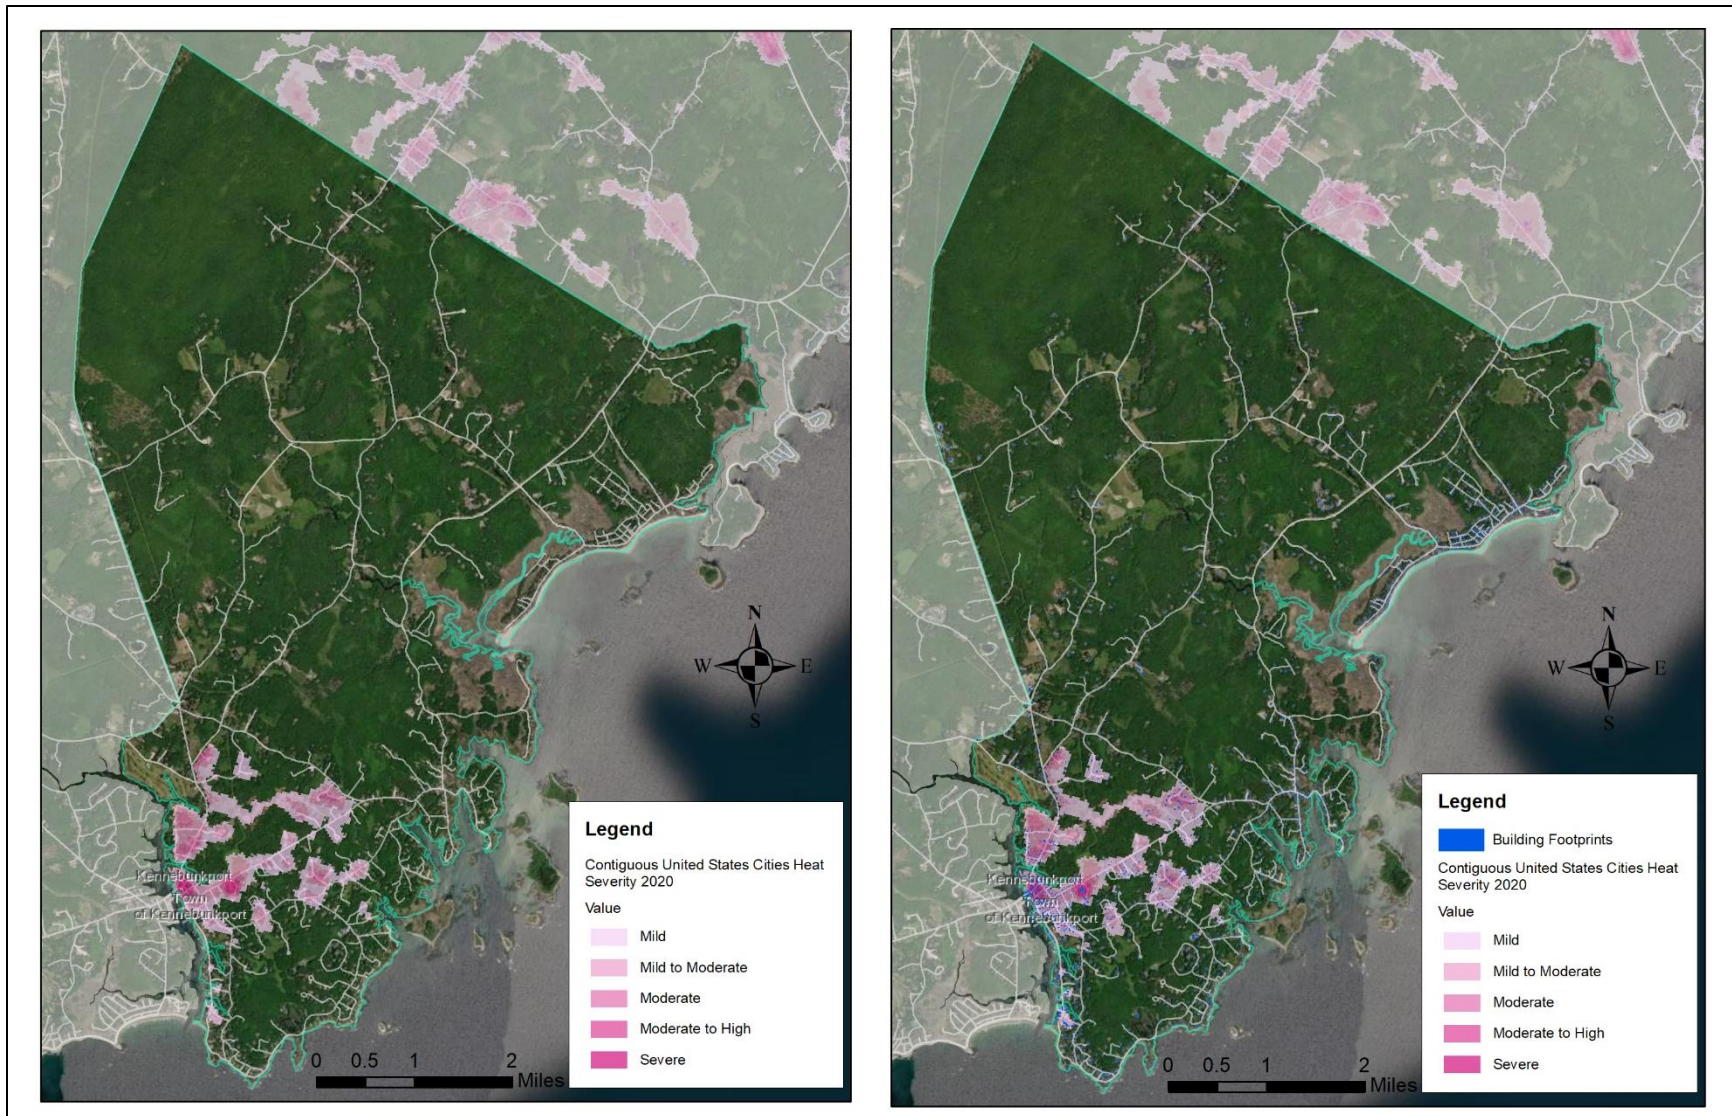 N
W E
S
Kennebunkport
Town
of Kennebunkport
Legend
Contiguous United States Cities Heat
Severity 2020
Value
Mild
Mild to Moderate
Moderate
Moderate to High
Severe
0 0.5 1 2
Miles
N
W E
S
Kennebunkport
Town
of Kennebunkport
Legend
Building Footprints
Contiguous United States Cities Heat
Severity 2020
Value
Mild
Mild to Moderate
Moderate
Moderate to High
Severe
0 0.5 1 2
Miles